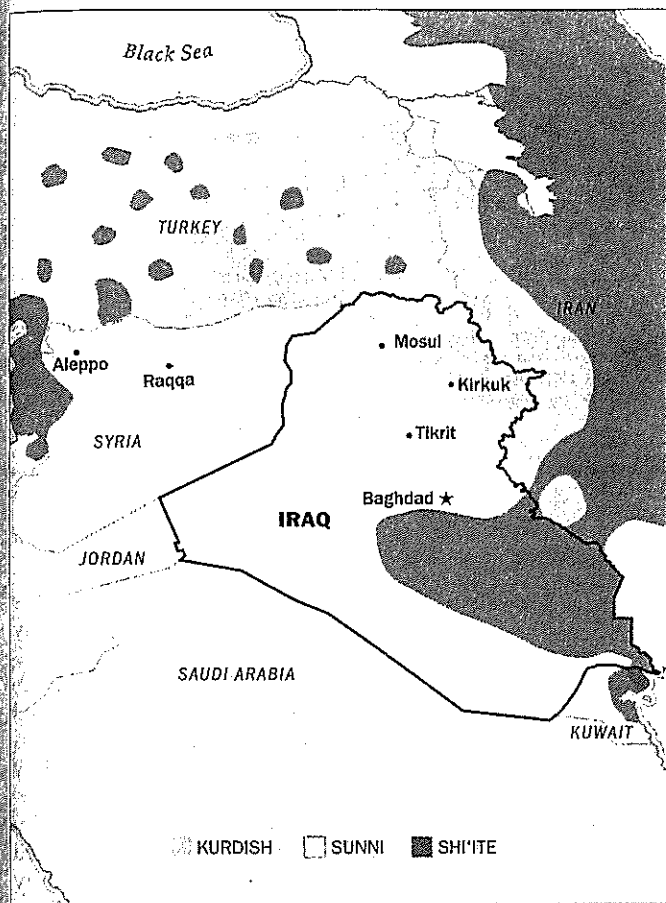 Black Sea
TURKEY
IRAN
Mosul
Aleppo
Raqqa
Kirkuk
SYRIA
Tikrit
Baghdad
IRAQ
JORDAN
SAUDI ARABIA
KUWAIT
KURDISH SUNNI SHI'ITE